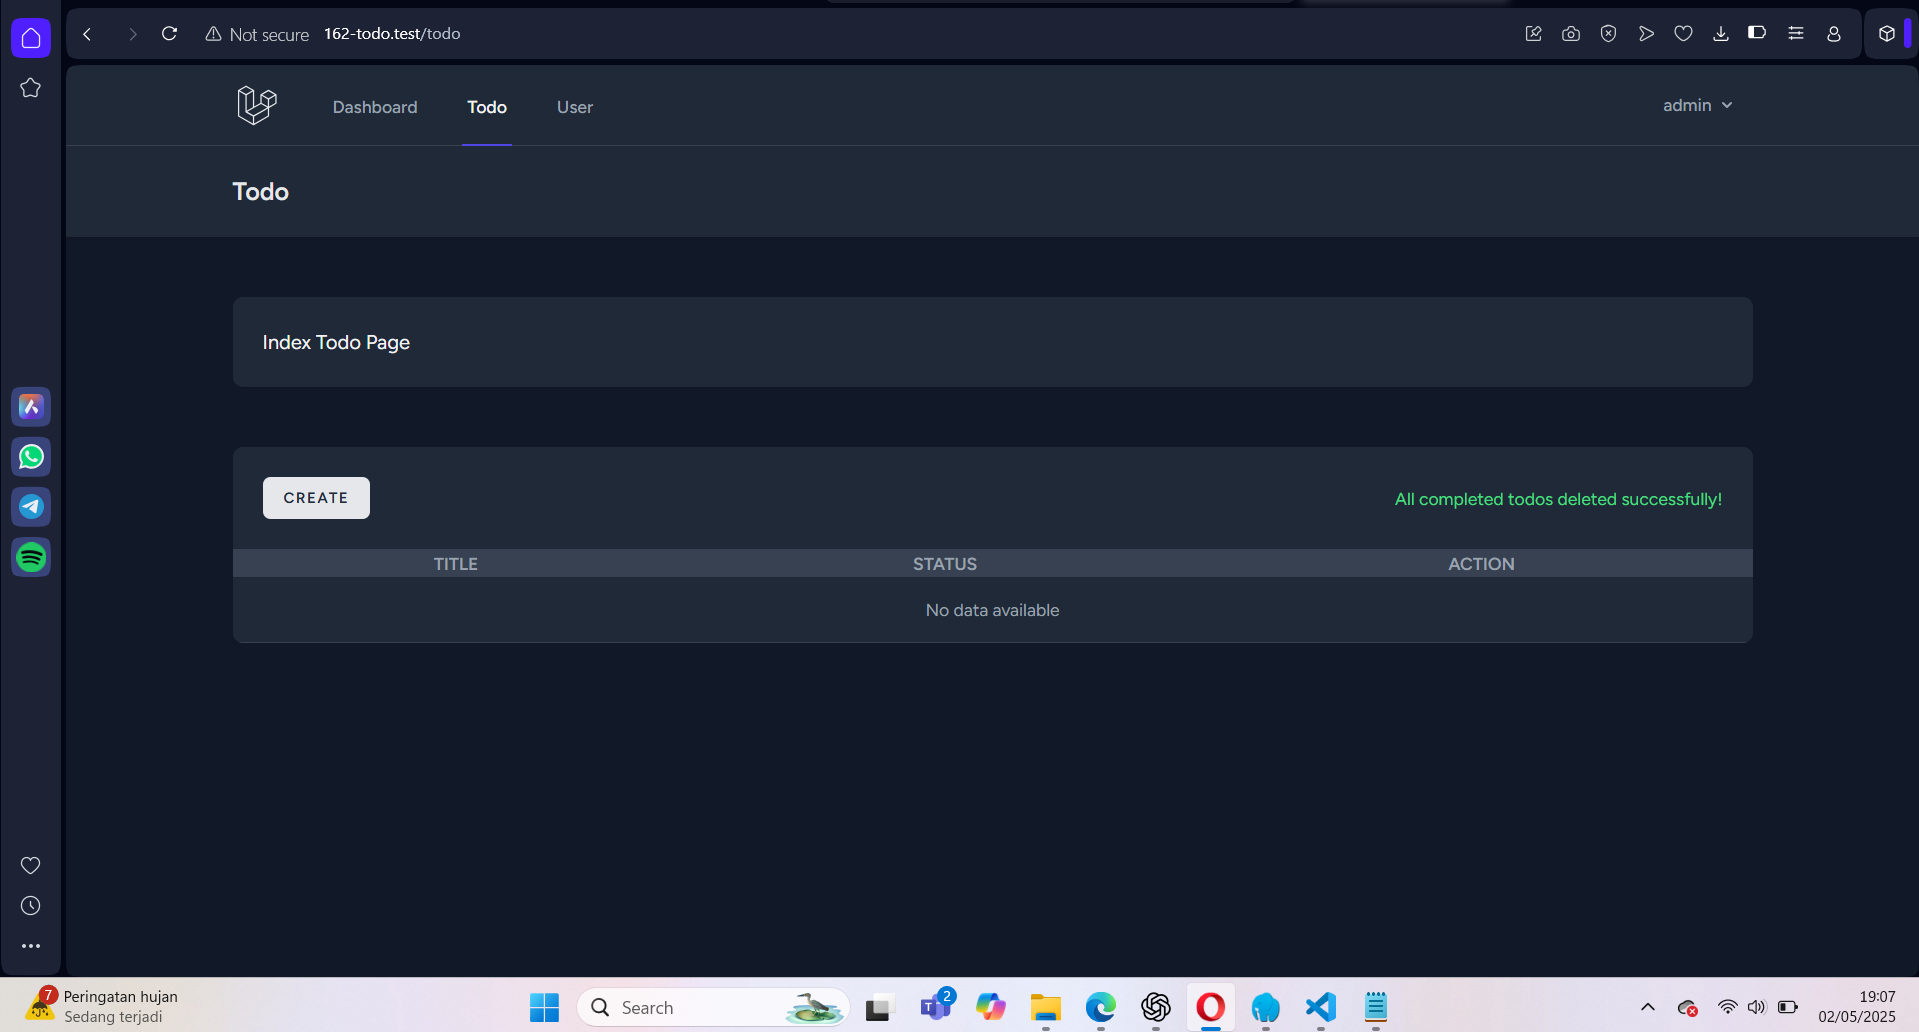 Not secure 162-todo.test/todo
Dashboard Todo User admin
Todo
Index Todo Page
CREATE All completed todos deleted successfully!
TITLE STATUS ACTION
No data available
7 Peringatan hujan
Sedang terjadi
Search
2
19:07
02/05/2025